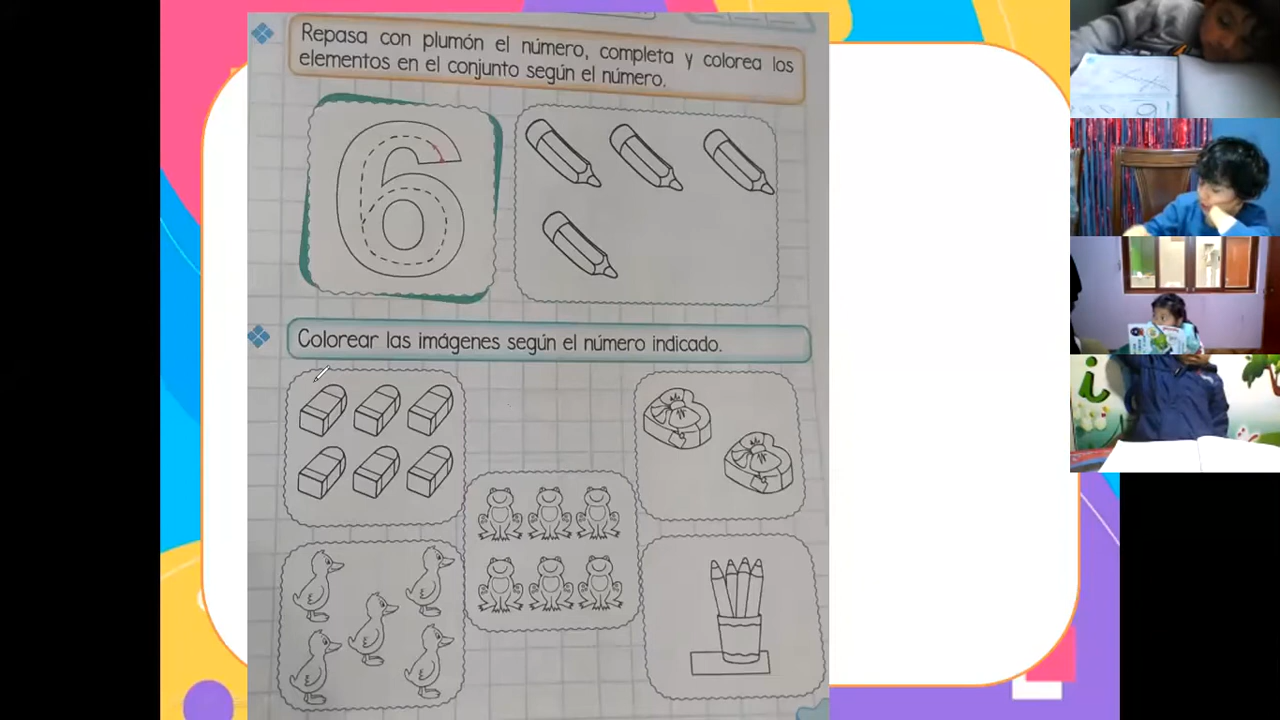 Repasa con plumón el número, completa y colorea los
elementos en el conjunto según el número.
6
Colorear las imágenes según el número indicado.